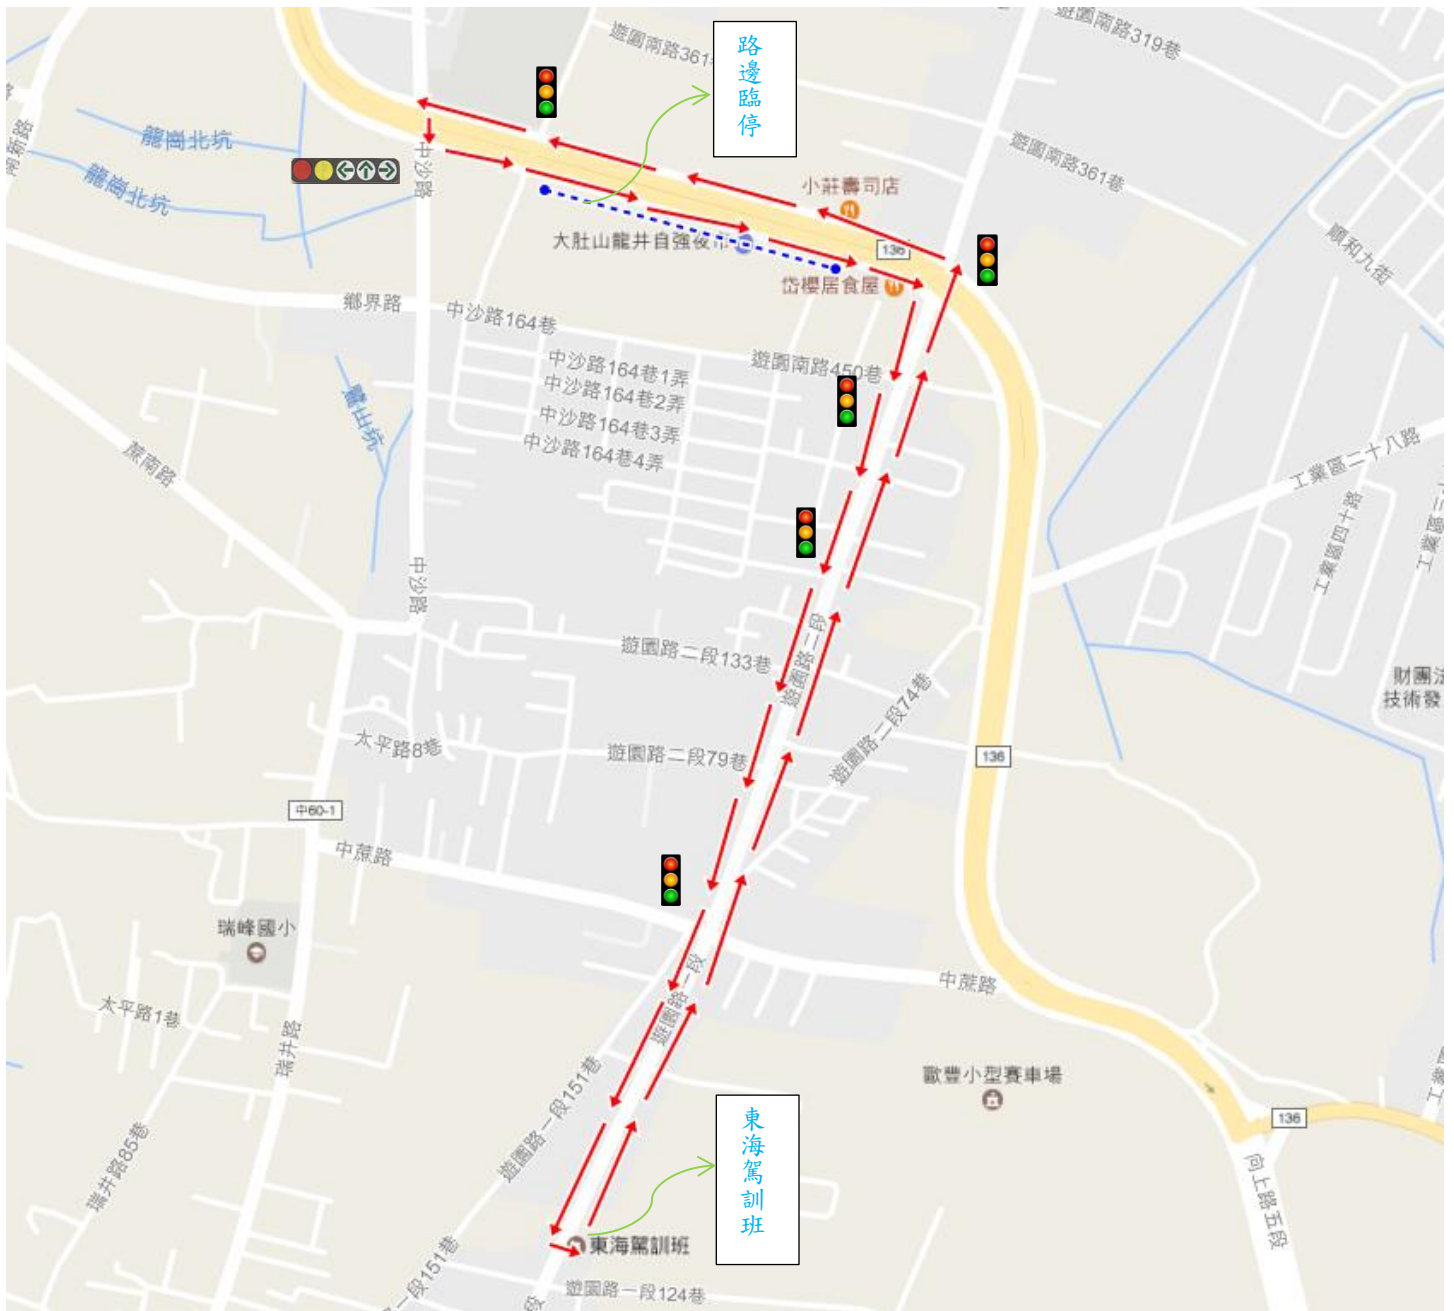 遊園南路319巷
遊園南路361
路邊臨停
龍崗北坑
遊園南路361巷
龍崗北坑
中沙路
小莊壽司店
大肚山龍井自強夜市
136
順和九街
岱櫻居食屋
鄉界路
中沙路164巷
中沙路164巷1弄
遊園南路450巷
中沙路164巷2弄
中沙路164巷3弄
中沙路164巷4弄
蔗南路
工業區二十八路
工業區四十路
中沙路
遊園路二段
遊園路二段133巷
遊園路二段74巷
財團法
技術發
太平路8巷
遊園路二段79巷
136
中60-1
中蔗路
瑞峰國小
中蔗路
遊園路一段
太平路1巷
瑞井路
歐豐小型賽車場
遊園路一段151巷
136
東海駕訓班
瑞井路85巷
向上路五段
東海駕訓班
一段151巷
遊園路一段124巷
段